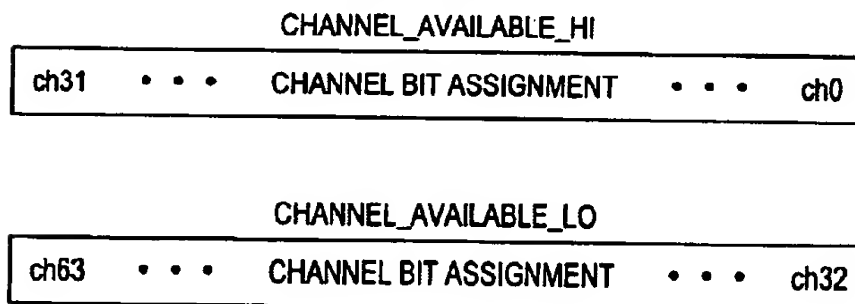 CHANNEL_AVAILABLE_HI
ch31 • • • CHANNEL BIT ASSIGNMENT • • • ch0
CHANNEL_AVAILABLE_LO
ch63 • • • CHANNEL BIT ASSIGNMENT • • • ch32